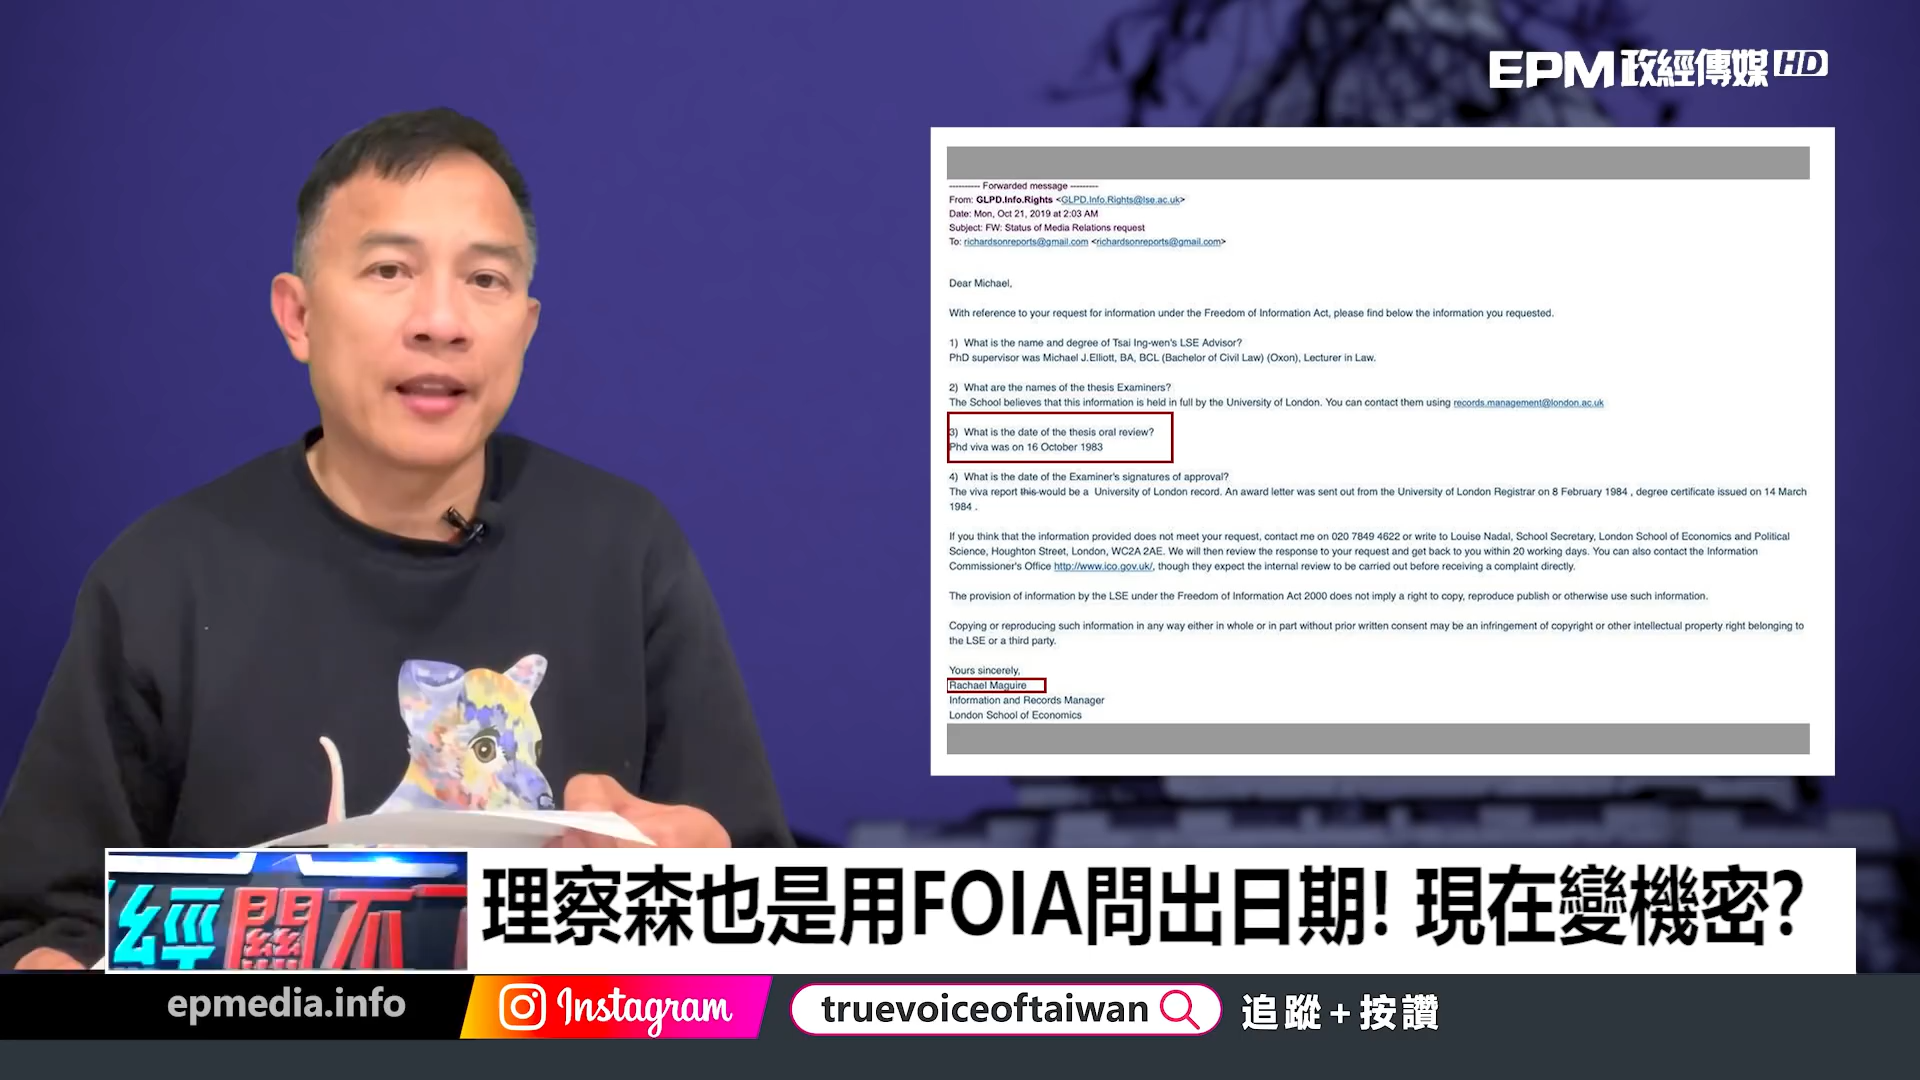 EPM政經傳媒HD
---------- Forwarded message ---------
From: GLPD.Info.Rights <GLPD.Info.Rights@lse.ac.uk>
Date: Mon, Oct 21, 2019 at 2:03 AM
Subject: FW: Status of Media Relations request
To: richardsonreports@gmail.com <richardsonreports@gmail.com>
Dear Michael,
With reference to your request for information under the Freedom of Information Act, please find below the information you requested.
1) What is the name and degree of Tsai Ing-wen's LSE Advisor?
PhD supervisor was Michael J.Elliott, BA, BCL (Bachelor of Civil Law) (Oxon), Lecturer in Law.
2) What are the names of the thesis Examiners?
The School believes that this information is held in full by the University of London. You can contact them using records.management@london.ac.uk
3) What is the date of the thesis oral review?
Phd viva was on 16 October 1983
4) What is the date of the Examiner's signatures of approval?
The viva report this would be a University of London record. An award letter was sent out from the University of London Registrar on 8 February 1984 , degree certificate issued on 14 March
1984 .
If you think that the information provided does not meet your request, contact me on 020 7849 4622 or write to Louise Nadal, School Secretary, London School of Economics and Political
Science, Houghton Street, London, WC2A 2AE. We will then review the response to your request and get back to you within 20 working days. You can also contact the Information
Commissioner's Office http://www.ico.gov.uk/, though they expect the internal review to be carried out before receiving a complaint directly.
The provision of information by the LSE under the Freedom of Information Act 2000 does not imply a right to copy, reproduce publish or otherwise use such information.
Copying or reproducing such information in any way either in whole or in part without prior written consent may be an infringement of copyright or other intellectual property right belonging to
the LSE or a third party.
Yours sincerely,
Rachael Maguire
Information and Records Manager
London School of Economics
經關不了
理察森也是用FOIA問出日期! 現在變機密?
epmedia.info
Instagram
truevoiceoftaiwan
追蹤+按讚